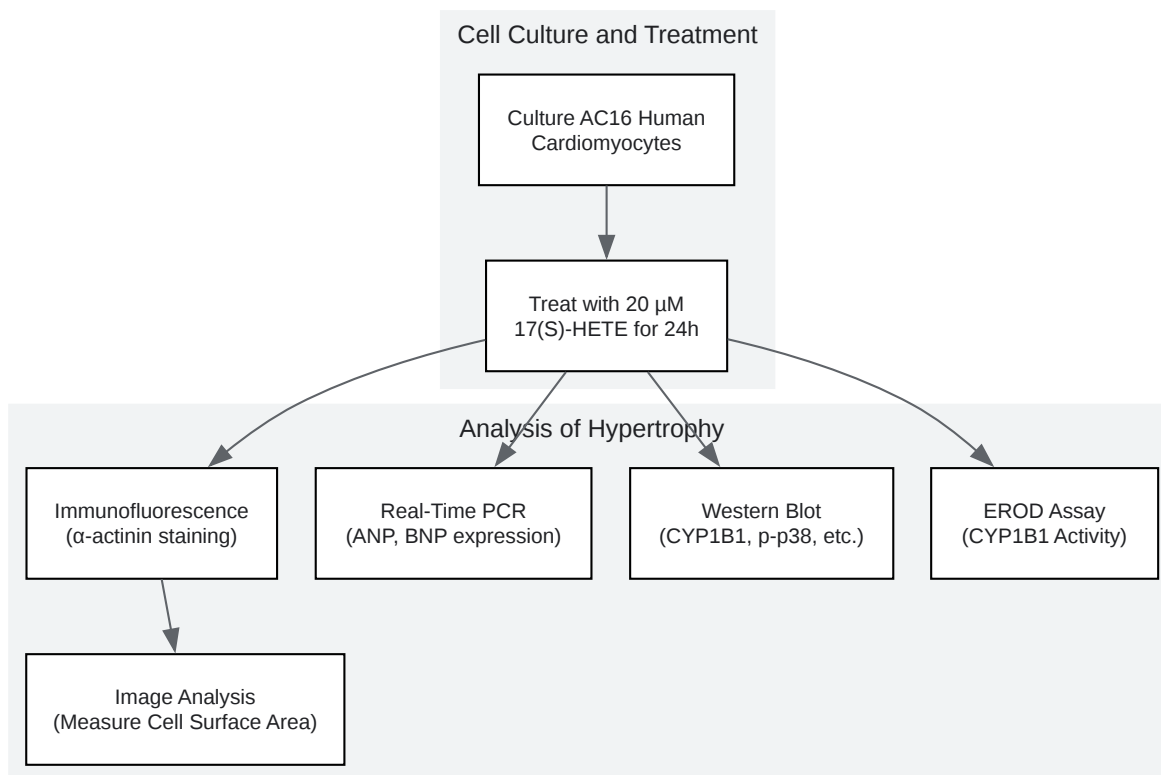 Cell Culture and Treatment
Culture AC16 Human
Cardiomyocytes
Treat with 20 µM
17(S)-HETE for 24h
Analysis of Hypertrophy
Immunofluorescence
(α-actinin staining)
Real-Time PCR
(ANP, BNP expression)
Western Blot
(CYP1B1, p-p38, etc.)
EROD Assay
(CYP1B1 Activity)
Image Analysis
(Measure Cell Surface Area)